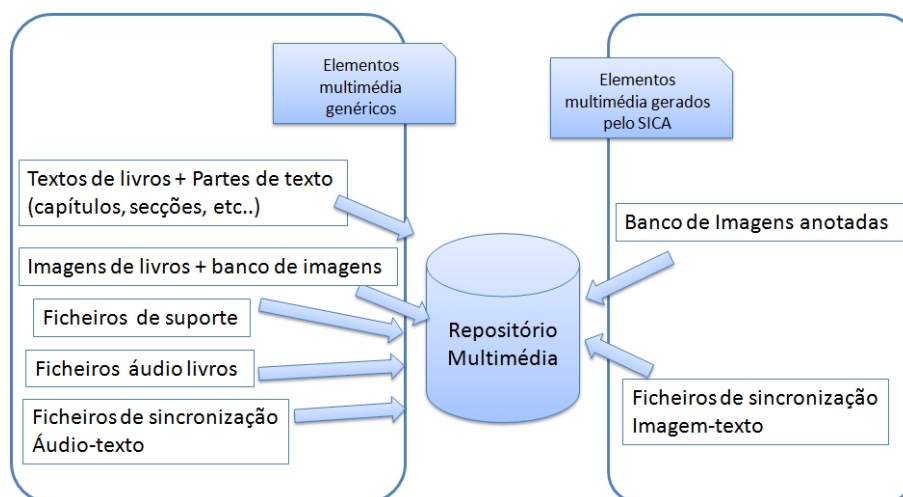 Elementos
multimédia
genéricos
Elementos
multimédia gerados
pelo SICA
Textos de livros + Partes de texto
(capítulos, secções, etc..)
Imagens de livros + banco de imagens
Ficheiros de suporte
Ficheiros áudio livros
Ficheiros de sincronização
Áudio-texto
Repositório
Multimédia
Banco de Imagens anotadas
Ficheiros de sincronização
Imagem-texto